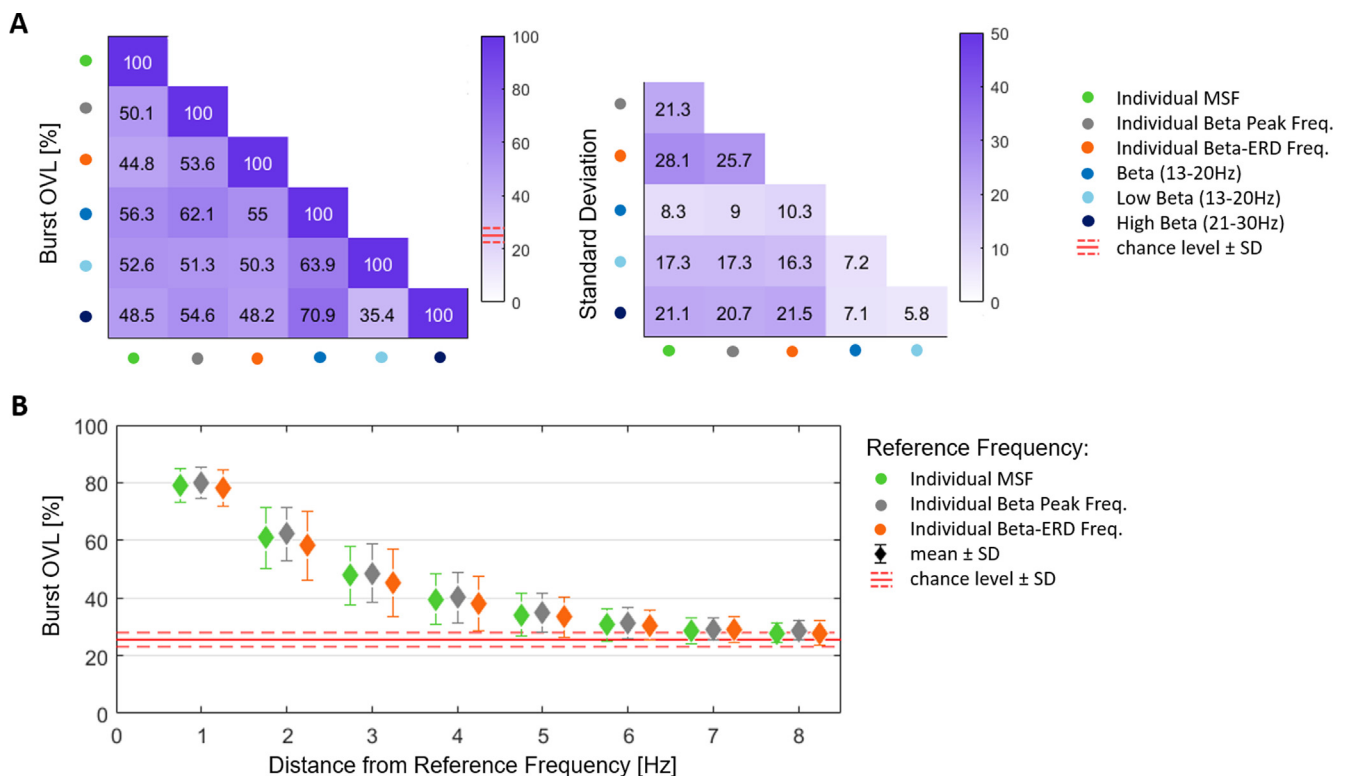 A
Burst OVL [%]
100
50.1 100
44.8 53.6 100
56.3 62.1 55 100
52.6 51.3 50.3 63.9 100
48.5 54.6 48.2 70.9 35.4 100
100
80
60
40
20
0
Standard Deviation
21.3
28.1 25.7
8.3 9 10.3
17.3 17.3 16.3 7.2
21.1 20.7 21.5 7.1 5.8
50
40
30
20
10
0
Individual MSF
Individual Beta Peak Freq.
Individual Beta-ERD Freq.
Beta (13-20Hz)
Low Beta (13-20Hz)
High Beta (21-30Hz)
chance level ± SD
B
Burst OVL [%]
100
80
60
40
20
0
0 1 2 3 4 5 6 7 8
Distance from Reference Frequency [Hz]
Reference Frequency:
Individual MSF
Individual Beta Peak Freq.
Individual Beta-ERD Freq.
mean ± SD
chance level ± SD